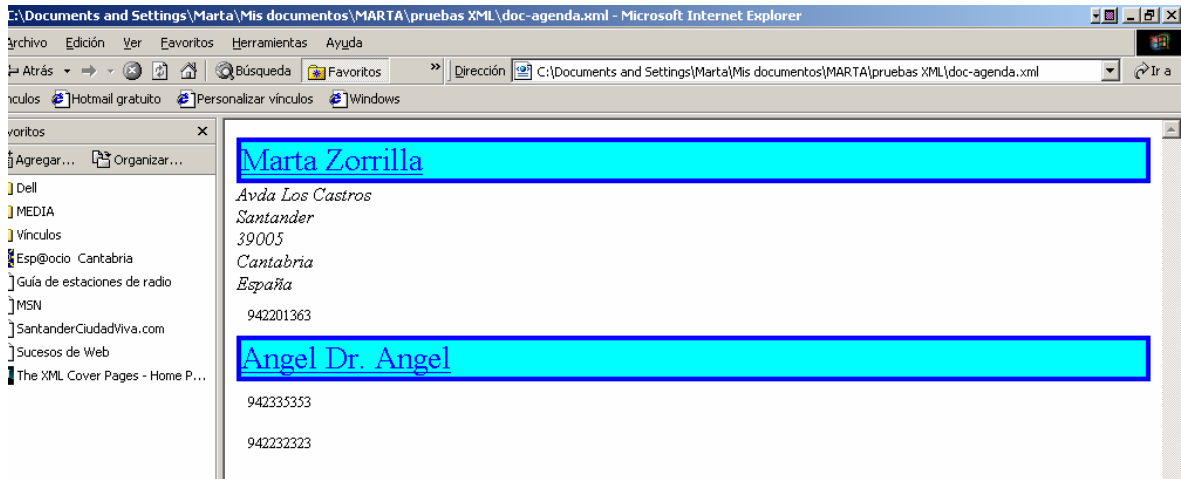 C:\Documents and Settings\Marta\Mis documentos\MARTA\pruebas XML\doc-agenda.xml - Microsoft Internet Explorer
Archivo Edición Ver Favoritos Herramientas Ayuda
Atrás Búsqueda Favoritos » Dirección C:\Documents and Settings\Marta\Mis documentos\MARTA\pruebas XML\doc-agenda.xml Ir a
nculos Hotmail gratuito Personalizar vínculos Windows
voritos
Agregar... Organizar...
Dell
MEDIA
Vínculos
Esp@ocio Cantabria
Guía de estaciones de radio
MSN
SantanderCiudadViva.com
Sucesos de Web
The XML Cover Pages - Home P...
Marta Zorrilla
Avda Los Castros
Santander
39005
Cantabria
España
942201363
Angel Dr. Angel
942335353
942232323